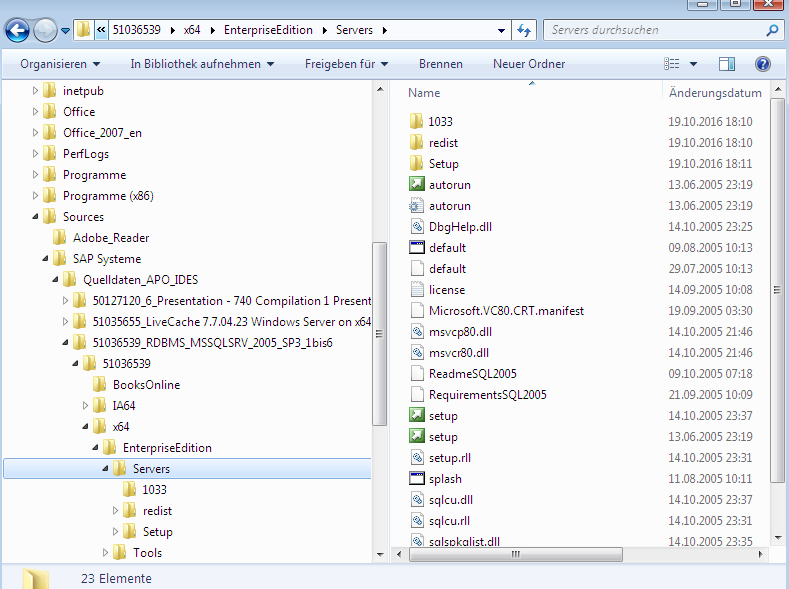 « 51036539 ▸ x64 ▸ EnterpriseEdition ▸ Servers ▸
Servers durchsuchen
Organisieren In Bibliothek aufnehmen Freigeben für Brennen Neuer Ordner
inetpub
Office
Office_2007_en
PerfLogs
Programme
Programme (x86)
Sources
Adobe_Reader
SAP Systeme
Quelldaten_APO_IDES
50127120_6_Presentation - 740 Compilation 1 Present
51035655_LiveCache 7.7.04.23 Windows Server on x64
51036539_RDBMS_MSSQLSRV_2005_SP3_1bis6
51036539
BooksOnline
IA64
x64
EnterpriseEdition
Servers
1033
redist
Setup
Tools
Name Änderungsdatum
1033 19.10.2016 18:10
redist 19.10.2016 18:10
Setup 19.10.2016 18:11
autorun 13.06.2005 23:19
autorun 13.06.2005 23:19
DbgHelp.dll 14.10.2005 23:25
default 09.08.2005 10:13
default 29.07.2005 10:13
license 14.09.2005 10:08
Microsoft.VC80.CRT.manifest 19.09.2005 03:30
msvcp80.dll 14.10.2005 21:46
msvcr80.dll 14.10.2005 21:46
ReadmeSQL2005 09.10.2005 07:18
RequirementsSQL2005 21.09.2005 10:09
setup 14.10.2005 23:37
setup 13.06.2005 23:19
setup.rll 14.10.2005 23:31
splash 11.08.2005 10:11
sqlcu.dll 14.10.2005 23:37
sqlcu.rll 14.10.2005 23:31
sqlspkglist.dll 14.10.2005 23:35
23 Elemente